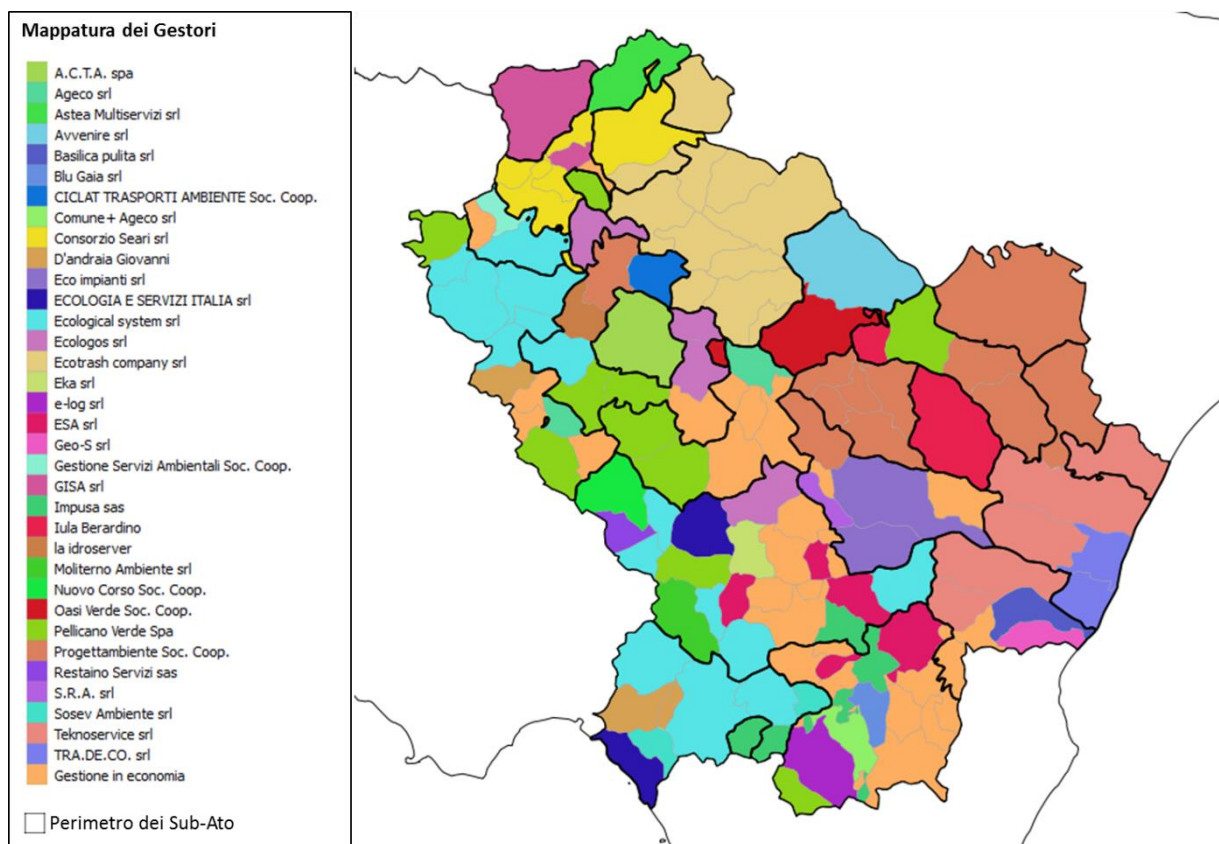 Mappatura dei Gestori
A.C.T.A. spa
Ageco srl
Astea Multiservizi srl
Avvenire srl
Basilica pulita srl
Blu Gaia srl
CICLAT TRASPORTI AMBIENTE Soc. Coop.
Comune+ Ageco srl
Consorzio Seari srl
D'andraia Giovanni
Eco impianti srl
ECOLOGIA E SERVIZI ITALIA srl
Ecological system srl
Ecologos srl
Ecotrash company srl
Eka srl
e-log srl
ESA srl
Geo-S srl
Gestione Servizi Ambientali Soc. Coop.
GISA srl
Impusa sas
Iula Berardino
la idroserver
Moliterno Ambiente srl
Nuovo Corso Soc. Coop.
Oasi Verde Soc. Coop.
Pellicano Verde Spa
Progettambiente Soc. Coop.
Restaino Servizi sas
S.R.A. srl
Sosev Ambiente srl
Teknoservice srl
TRA.DE.CO. srl
Gestione in economia
Perimetro dei Sub-Ato